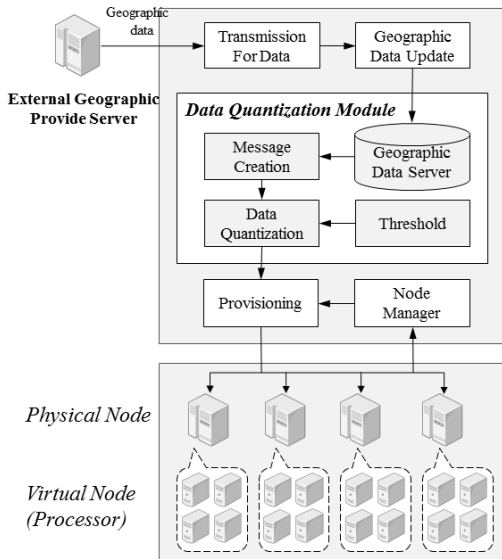 Geographic
data
Transmission
For Data
Geographic
Data Update
External Geographic
Provide Server
Data Quantization Module
Message
Creation
Geographic
Data Server
Data
Quantization
Threshold
Provisioning
Node
Manager
Physical Node
Virtual Node
(Processor)